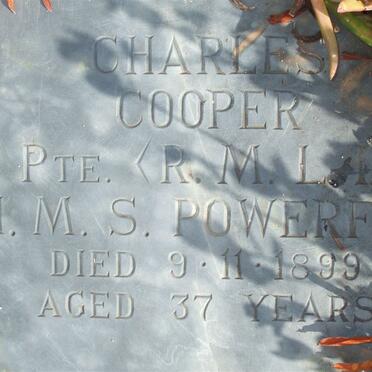 CHARLES
COOPER
PTE. (R. M. L.
M. S. POWERF
DIED 9·11·1899
AGED 37 YEARS